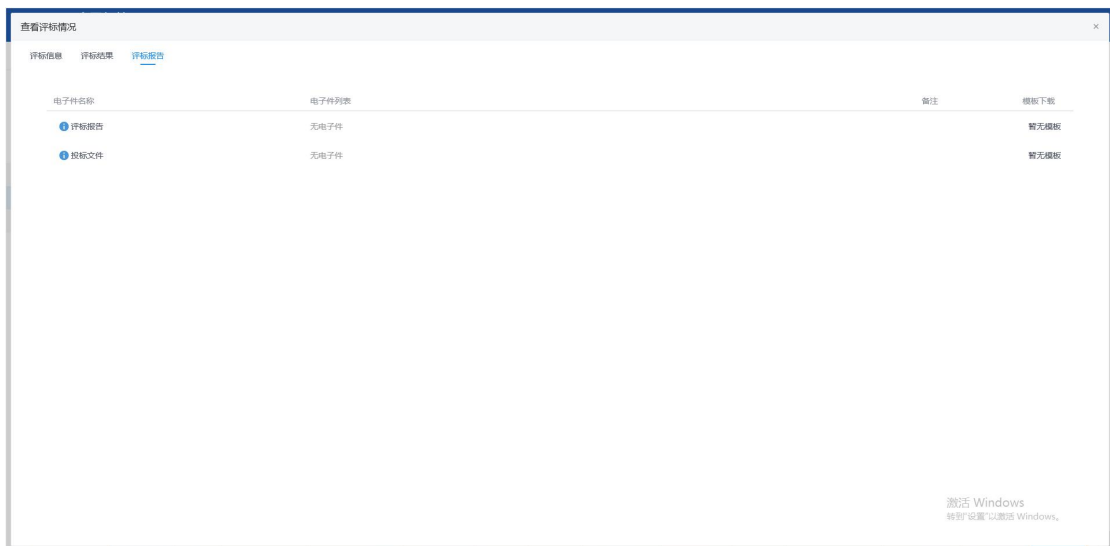 查看评标情况
×
评标信息 评标结果 评标报告
电子件名称 电子件列表 备注 模板下载
评标报告 无电子件 暂无模板
投标文件 无电子件 暂无模板
激活 Windows
转到"设置"以激活 Windows。